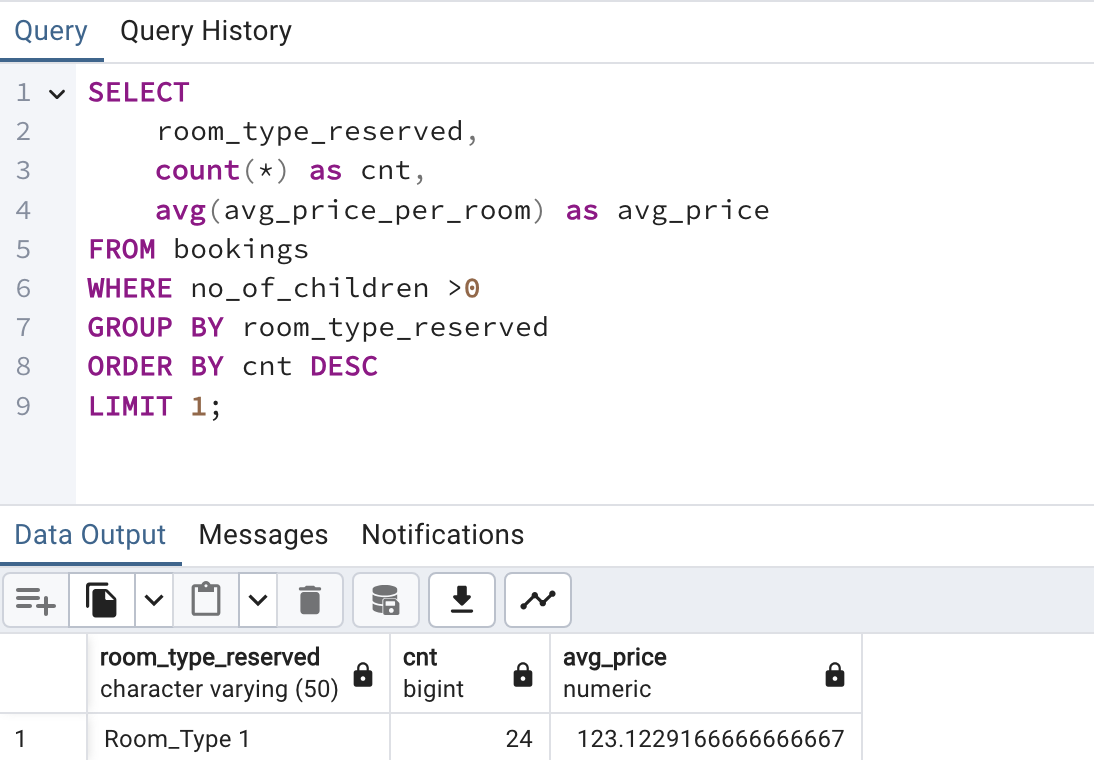 Query Query History
1 SELECT
2 room_type_reserved,
3 count(*) as cnt,
4 avg(avg_price_per_room) as avg_price
5 FROM bookings
6 WHERE no_of_children >0
7 GROUP BY room_type_reserved
8 ORDER BY cnt DESC
9 LIMIT 1;
Data Output Messages Notifications
room_type_reserved cnt avg_price
character varying (50) bigint numeric
1 Room_Type 1 24 123.1229166666666667